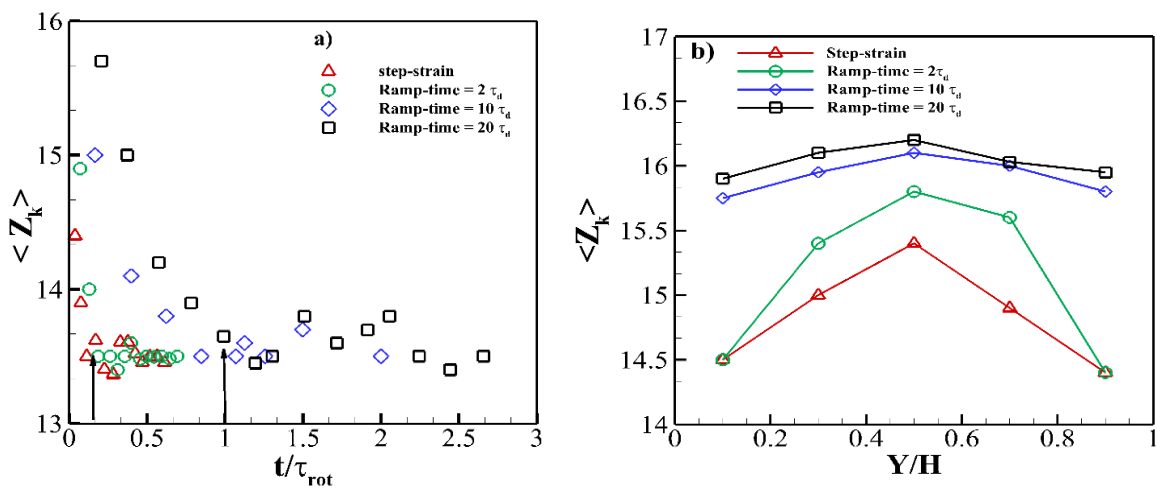 a)
step-strain
Ramp-time = 2 τd
Ramp-time = 10 τd
Ramp-time = 20 τd
16
15
14
13
<Zk>
0 0.5 1 1.5 2 2.5 3
t/τrot
b)
Step-strain
Ramp-time = 2τd
Ramp-time = 10 τd
Ramp-time = 20 τd
17
16.5
16
15.5
15
14.5
14
<Zk>
0 0.2 0.4 0.6 0.8 1
Y/H